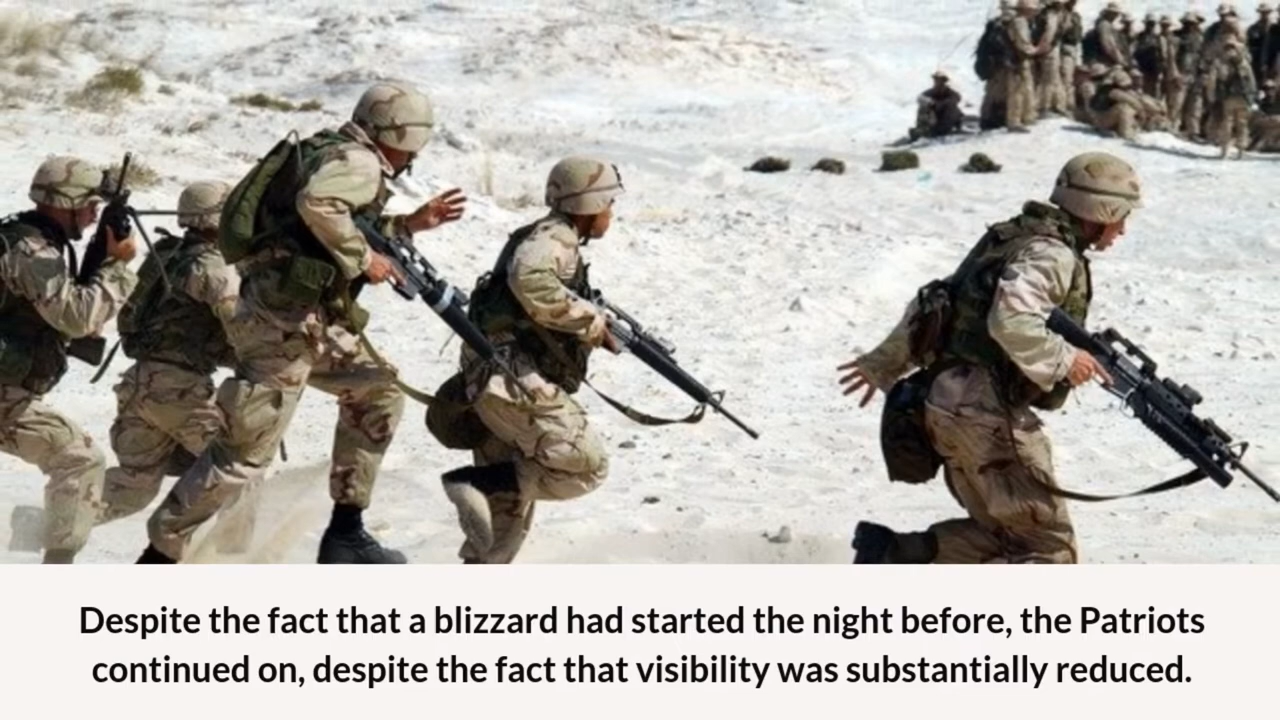 Despite the fact that a blizzard had started the night before, the Patriots
continued on, despite the fact that visibility was substantially reduced.